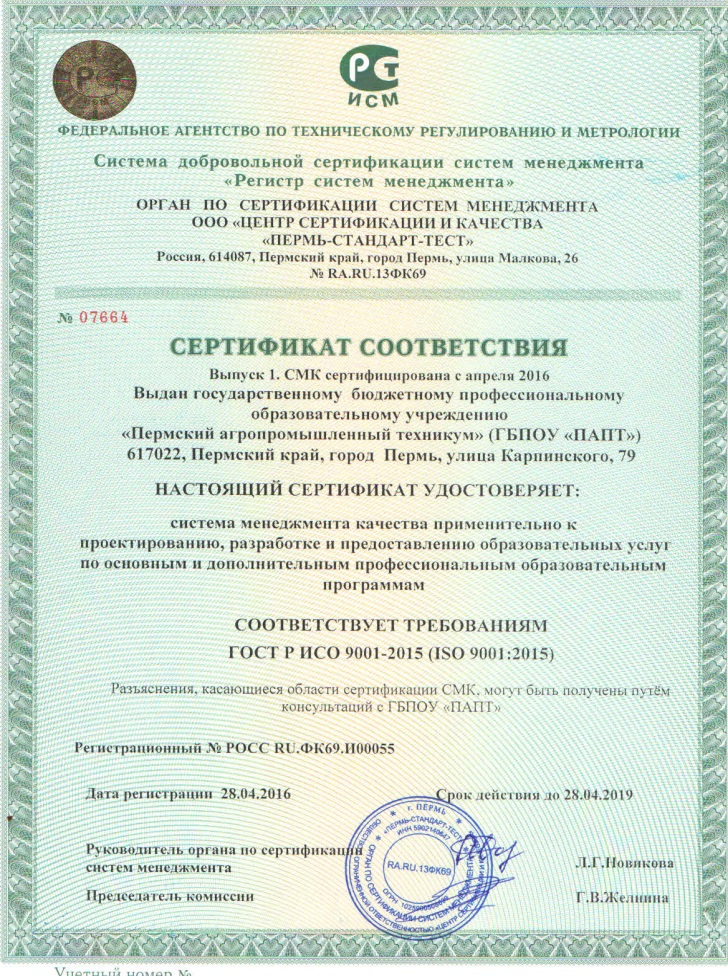 РСТ
ИСМ
ФЕДЕРАЛЬНОЕ АГЕНТСТВО ПО ТЕХНИЧЕСКОМУ РЕГУЛИРОВАНИЮ И МЕТРОЛОГИИ
Система добровольной сертификации систем менеджмента
«Регистр систем менеджмента»
ОРГАН ПО СЕРТИФИКАЦИИ СИСТЕМ МЕНЕДЖМЕНТА
ООО «ЦЕНТР СЕРТИФИКАЦИИ И КАЧЕСТВА
«ПЕРМЬ-СТАНДАРТ-ТЕСТ»
Россия, 614087, Пермский край, город Пермь, улица Малкова, 26
№ RA.RU.13ФК69
№ 07664
СЕРТИФИКАТ СООТВЕТСТВИЯ
Выпуск 1. СМК сертифицирована с апреля 2016
Выдан государственному бюджетному профессиональному
образовательному учреждению
«Пермский агропромышленный техникум» (ГБПОУ «ПАПТ»)
617022, Пермский край, город Пермь, улица Карпинского, 79
НАСТОЯЩИЙ СЕРТИФИКАТ УДОСТОВЕРЯЕТ:
система менеджмента качества применительно к
проектированию, разработке и предоставлению образовательных услуг
по основным и дополнительным профессиональным образовательным
программам
СООТВЕТСТВУЕТ ТРЕБОВАНИЯМ
ГОСТ Р ИСО 9001-2015 (ISO 9001:2015)
Разъяснения, касающиеся области сертификации СМК, могут быть получены путём
консультаций с ГБПОУ «ПАПТ»
Регистрационный № РОСС RU.ФК69.И00055
Дата регистрации 28.04.2016
Срок действия до 28.04.2019
Руководитель органа по сертификации
систем менеджмента
Л.Г.Новикова
Председатель комиссии
Г.В.Желнина
г. ПЕРМЬ
«ПЕРМЬ-СТАНДАРТ-ТЕСТ»
RA.RU.13ФК69
ОРГАН ПО СЕРТИФИКАЦИИ СИСТЕМ МЕНЕДЖМЕНТА
Учетный номер №